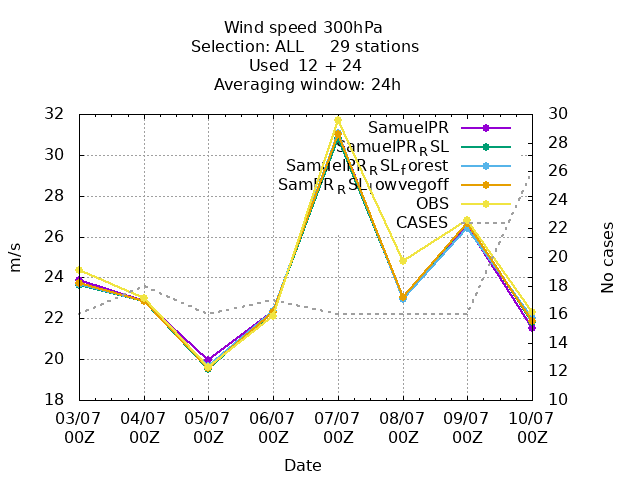 Wind speed 300hPa
Selection: ALL 29 stations
Used 12 + 24
Averaging window: 24h
32
30
28
26
24
22
20
18
30
28
26
24
22
20
18
16
14
12
10
m/s
No cases
SamuelPR
SamuelPR_RSL
SamuelPR_RSL_forest
SamPR_RSL_lowvegoff
OBS
CASES
03/07 04/07 05/07 06/07 07/07 08/07 09/07 10/07
00Z 00Z 00Z 00Z 00Z 00Z 00Z 00Z
Date